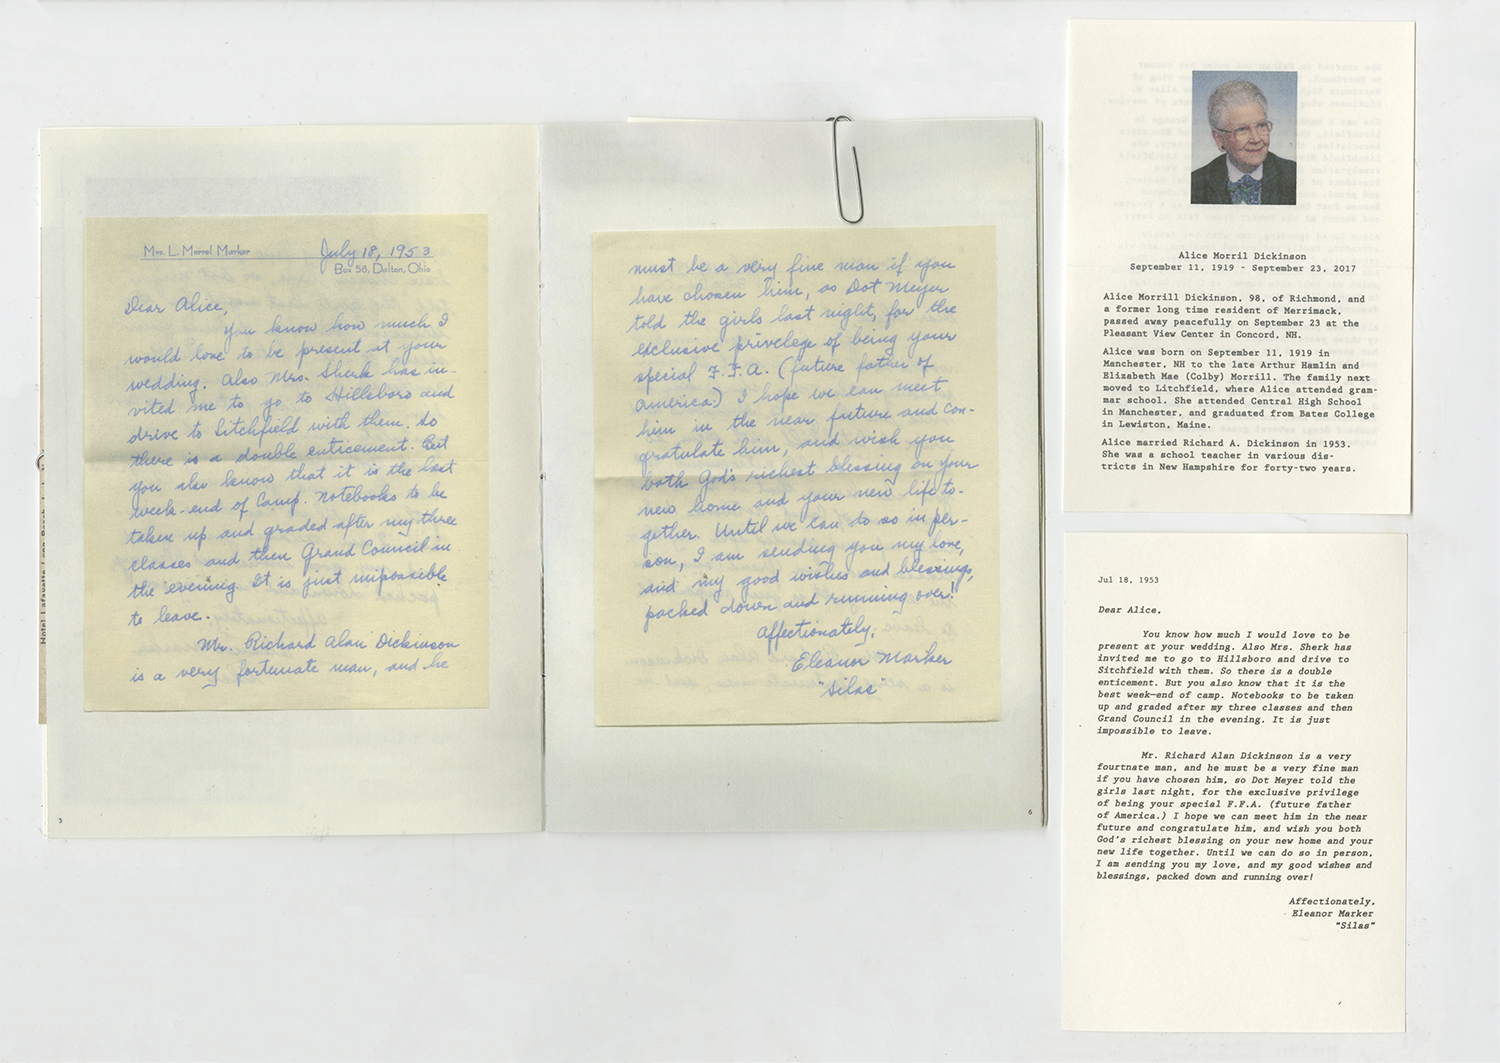 Mrs. L. Morrel Marker
July 18, 1953
Box 58, Dalton, Ohio
Dear Alice,
You know how much I
would love to be present at your
wedding. Also Mrs. Sherk has in-
vited me to go to Hillsboro and
drive to Litchfield with them. So
there is a double enticement. But
you also know that it is the last
week-end of Camp. Notebooks to be
taken up and graded after my three
classes and then Grand Council in
the evening. It is just impossible
to leave.
Mr. Richard Alan Dickinson
is a very fortunate man, and he
3
must be a very fine man if you
have chosen him, as Dot Meyer
told the girls last night, for the
exclusive privelege of being your
special F.F.A. (future father of
America.) I hope we can meet
him in the near future and con-
gratulate him, and wish you
both God's richest blessing on your
new home and your new life to-
gether. Until we can do so in per-
son, I am sending you my love,
and my good wishes and blessings,
packed down and running over!
Affectionately,
Eleanor Marker
"Silas"
6
Alice Morril Dickinson
September 11, 1919 - September 23, 2017
Alice Morrill Dickinson, 98, of Richmond, and
a former long time resident of Merrimack,
passed away peacefully on September 23 at the
Pleasant View Center in Concord, NH.
Alice was born on September 11, 1919 in
Manchester, NH to the late Arthur Hamlin and
Elizabeth Mae (Colby) Morrill. The family next
moved to Litchfield, where Alice attended gram-
mar school. She attended Central High School
in Manchester, and graduated from Bates College
in Lewiston, Maine.
Alice married Richard A. Dickinson in 1953.
She was a school teacher in various dis-
tricts in New Hampshire for forty-two years.
Jul 18, 1953
Dear Alice,
You know how much I would love to be
present at your wedding. Also Mrs. Sherk has
invited me to go to Hillsboro and drive to
Sitchfield with them. So there is a double
enticement. But you also know that it is the
best week—end of camp. Notebooks to be taken
up and graded after my three classes and then
Grand Council in the evening. It is just
impossible to leave.
Mr. Richard Alan Dickinson is a very
fourtnate man, and he must be a very fine man
if you have chosen him, so Dot Meyer told the
girls last night, for the exclusive privilege
of being your special F.F.A. (future father
of America.) I hope we can meet him in the near
future and congratulate him, and wish you both
God's richest blessing on your new home and your
new life together. Until we can do so in person,
I am sending you my love, and my good wishes and
blessings, packed down and running over!
Affectionately,
Eleanor Marker
"Silas"